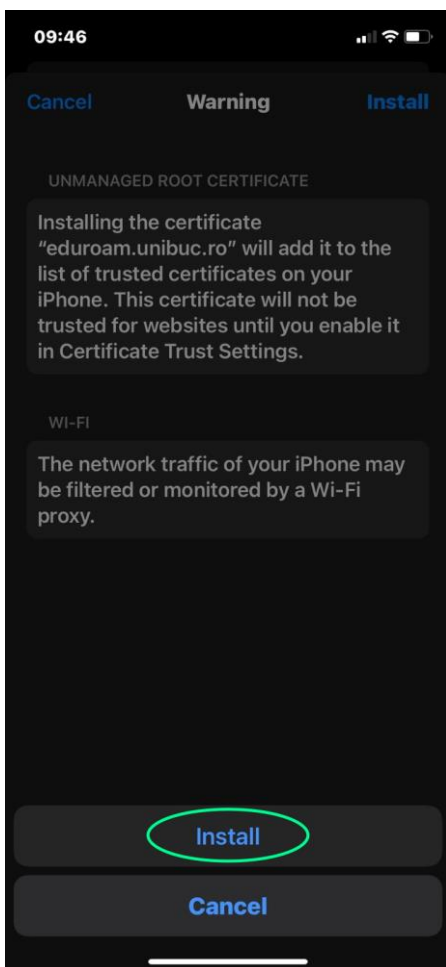 09:46
Cancel Warning Install
UNMANAGED ROOT CERTIFICATE
Installing the certificate
“eduroam.unibuc.ro” will add it to the
list of trusted certificates on your
iPhone. This certificate will not be
trusted for websites until you enable it
in Certificate Trust Settings.
WI-FI
The network traffic of your iPhone may
be filtered or monitored by a Wi-Fi
proxy.
Install
Cancel